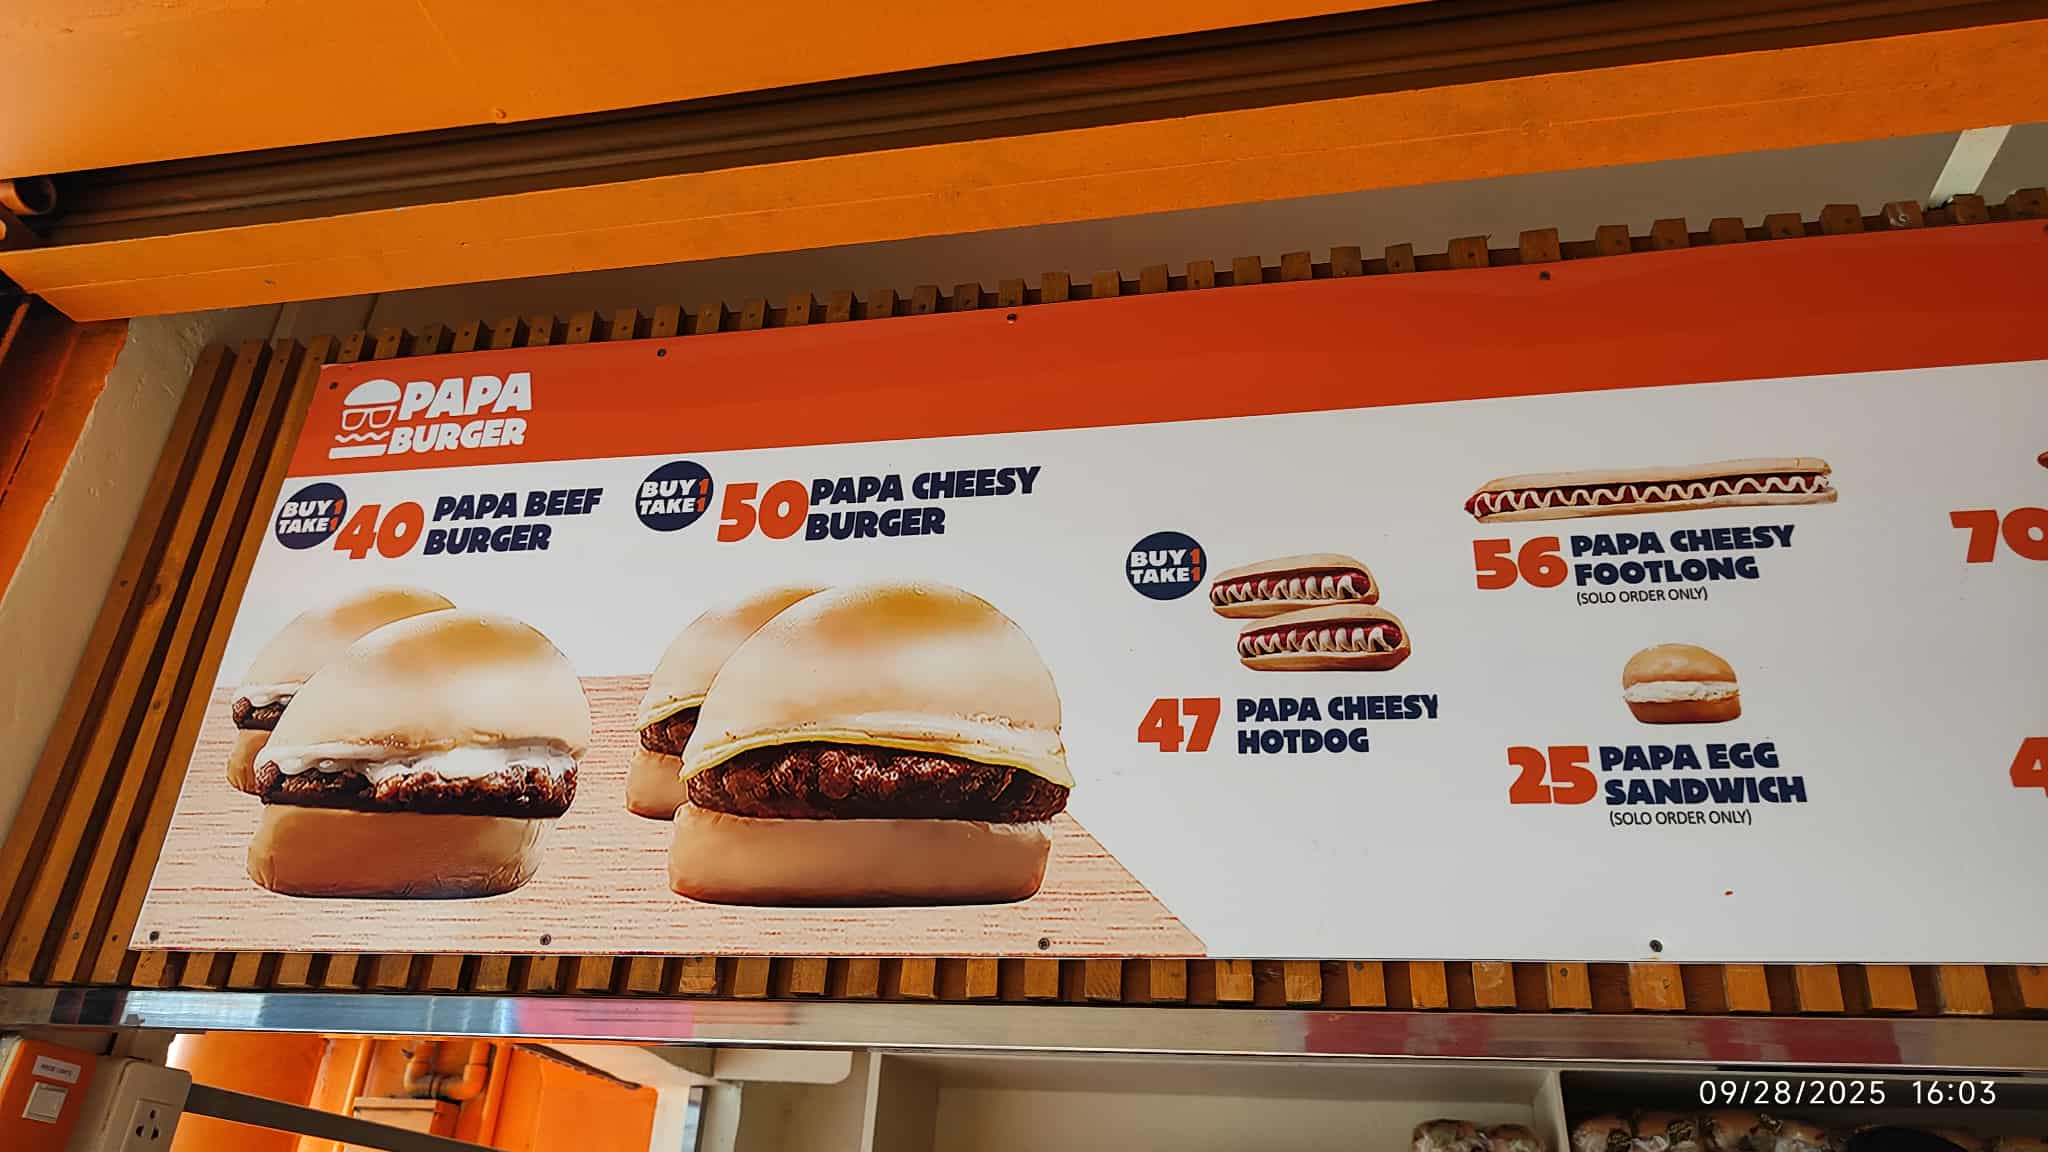 PAPA
BURGER
BUY 1
TAKE 1
40
PAPA BEEF
BURGER
BUY 1
TAKE 1
50
PAPA CHEESY
BURGER
BUY 1
TAKE 1
47
PAPA CHEESY
HOTDOG
56
PAPA CHEESY
FOOTLONG
(SOLO ORDER ONLY)
25
PAPA EGG
SANDWICH
(SOLO ORDER ONLY)
70
4
09/28/2025 16:03